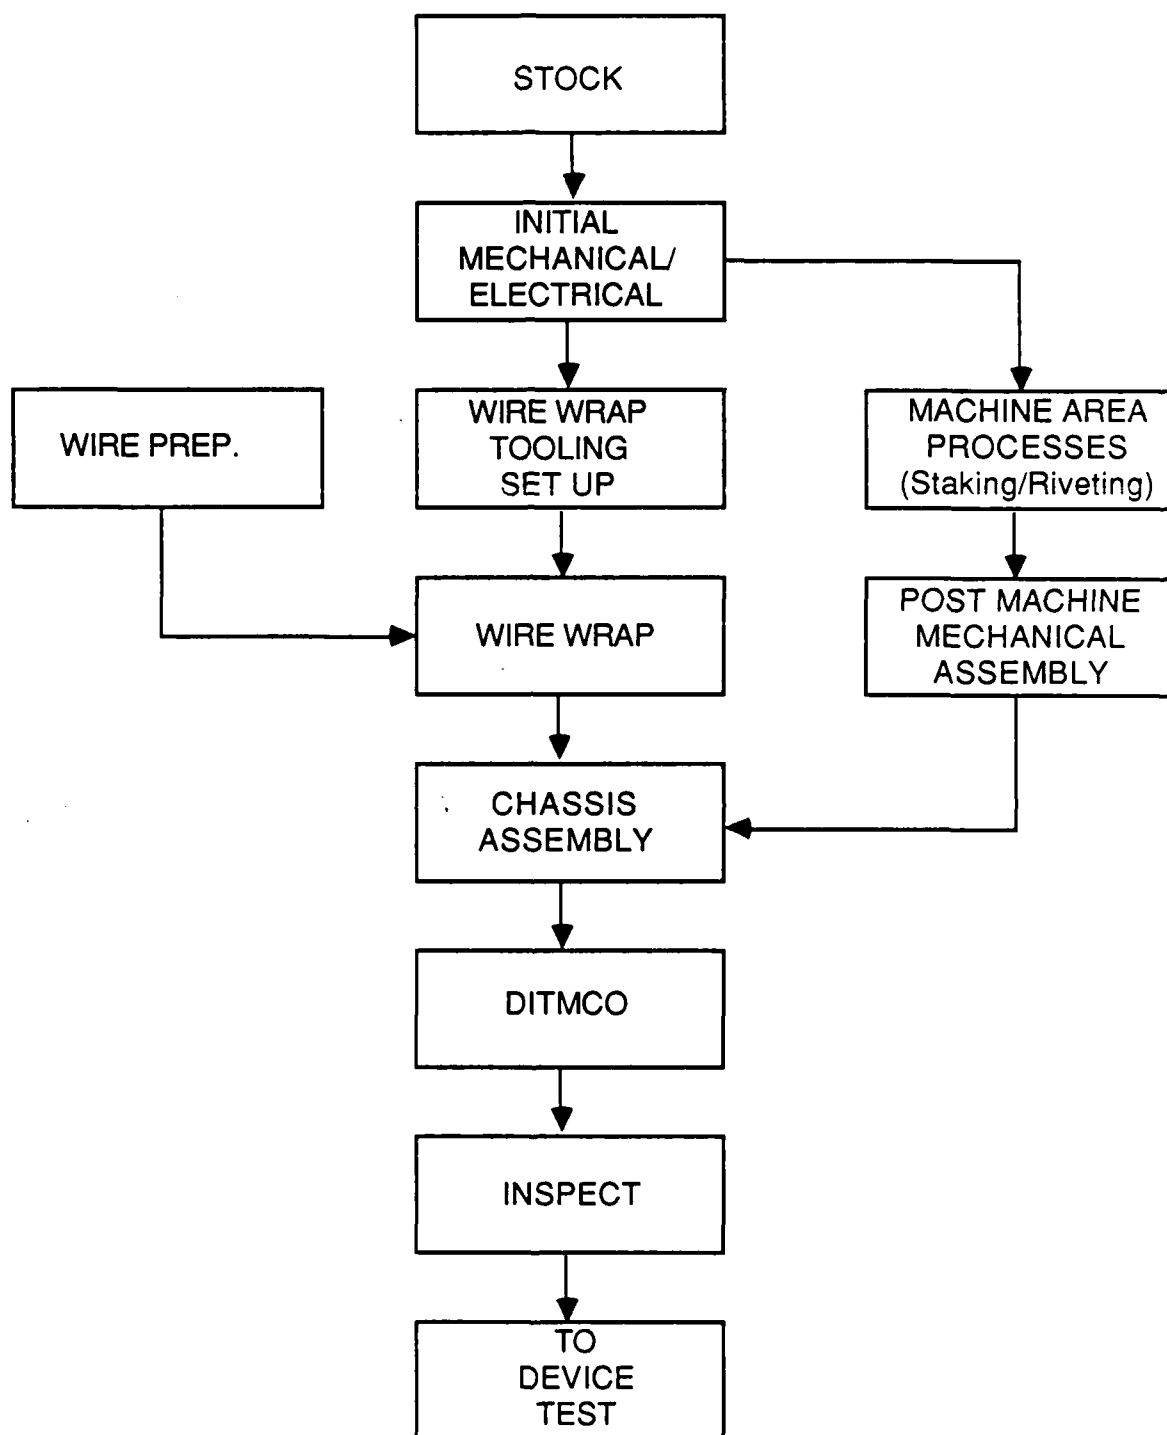 STOCK
INITIAL
MECHANICAL/
ELECTRICAL
WIRE PREP.
WIRE WRAP
TOOLING
SET UP
MACHINE AREA
PROCESSES
(Staking/Riveting)
WIRE WRAP
POST MACHINE
MECHANICAL
ASSEMBLY
CHASSIS
ASSEMBLY
DITMCO
INSPECT
TO
DEVICE
TEST